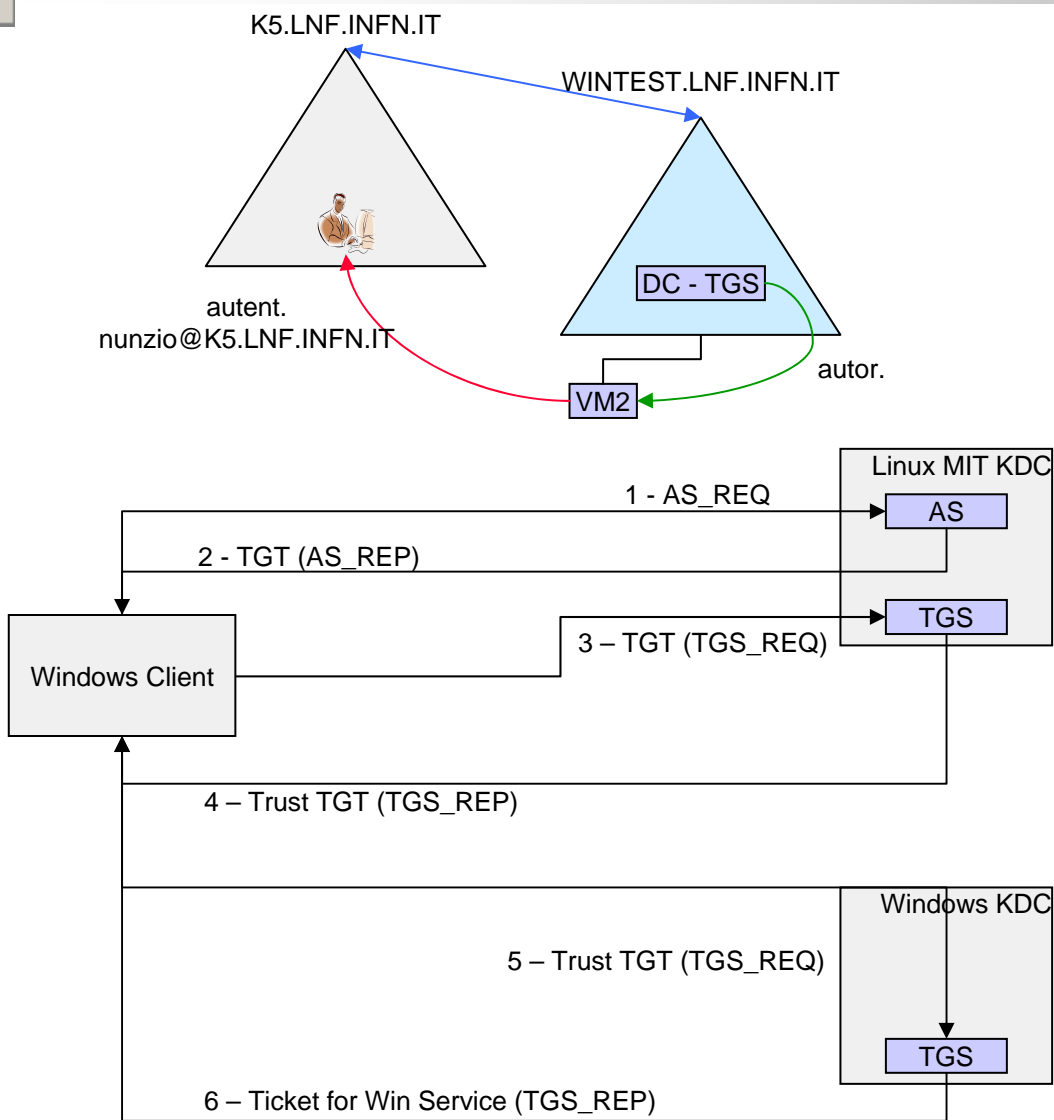 K5.LNF.INFN.IT
WINTEST.LNF.INFN.IT
DC - TGS
autent.
nunzio@K5.LNF.INFN.IT
autor.
VM2
Linux MIT KDC
1 - AS_REQ
AS
2 - TGT (AS_REP)
TGS
3 – TGT (TGS_REQ)
Windows Client
4 – Trust TGT (TGS_REP)
Windows KDC
5 – Trust TGT (TGS_REQ)
TGS
6 – Ticket for Win Service (TGS_REP)